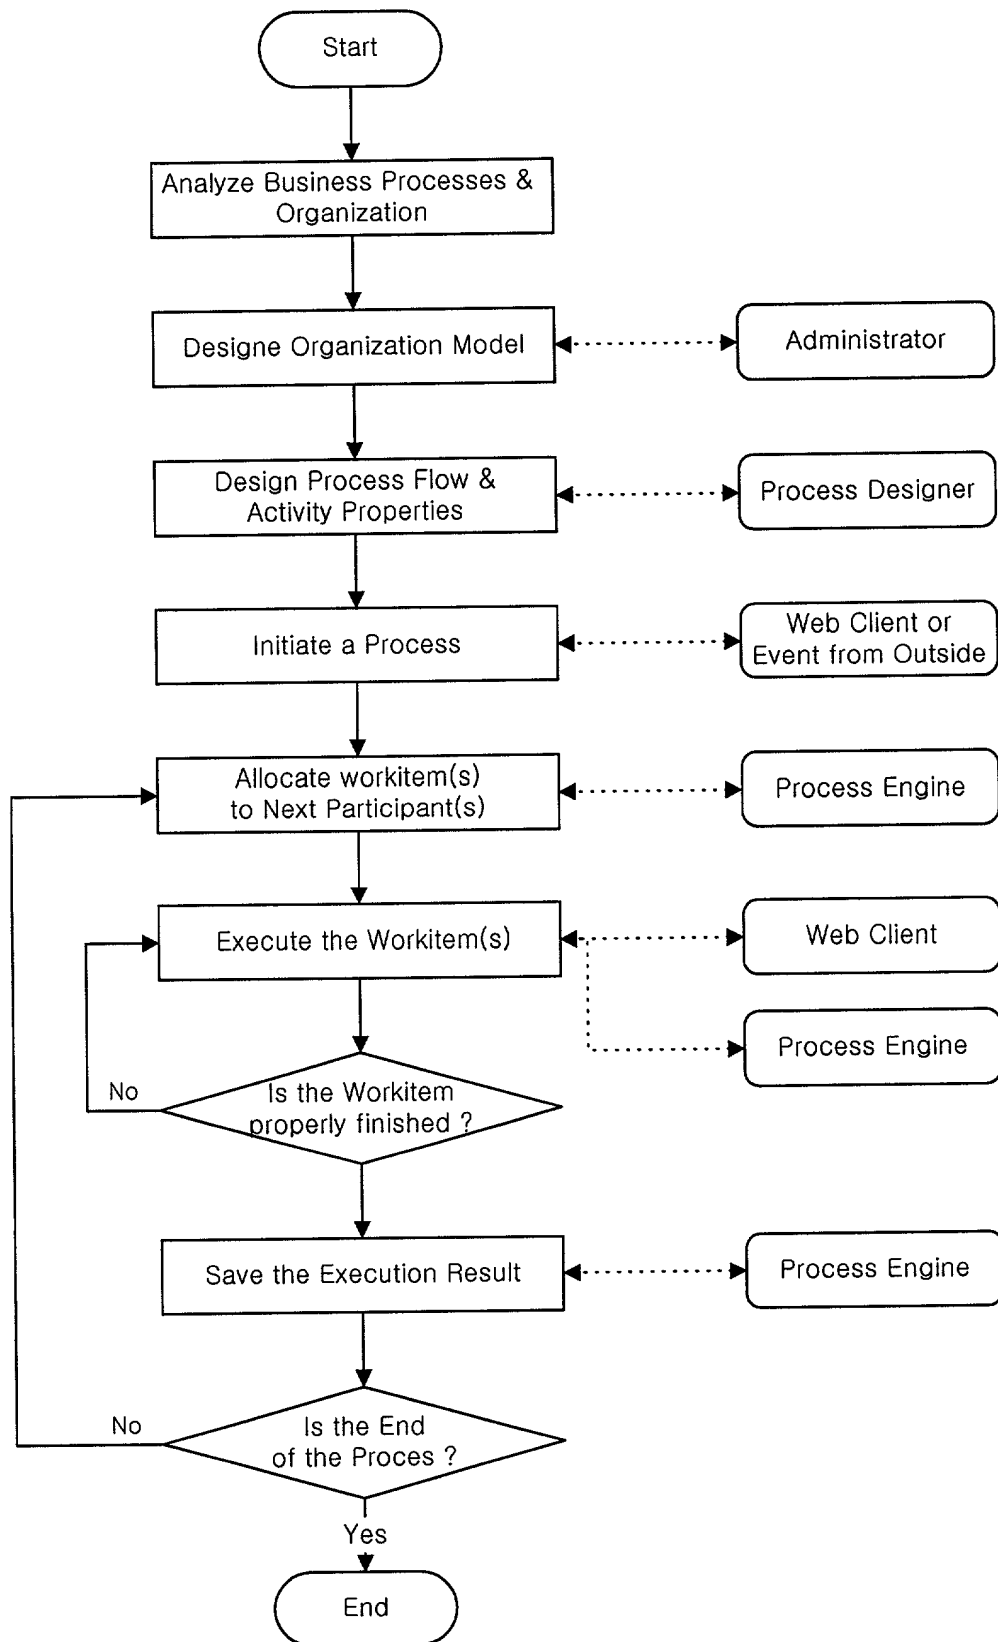 Start
Analyze Business Processes &
Organization
Designe Organization Model
Administrator
Design Process Flow &
Activity Properties
Process Designer
Initiate a Process
Web Client or
Event from Outside
Allocate workitem(s)
to Next Participant(s)
Process Engine
Execute the Workitem(s)
Web Client
Process Engine
No
Is the Workitem
properly finished ?
Save the Execution Result
Process Engine
No
Is the End
of the Proces ?
Yes
End